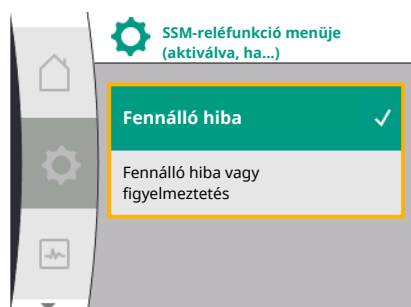 SSM-reléfunkció menüje
(aktiválva, ha...)
Fennálló hiba
Fennálló hiba vagy
figyelmeztetés